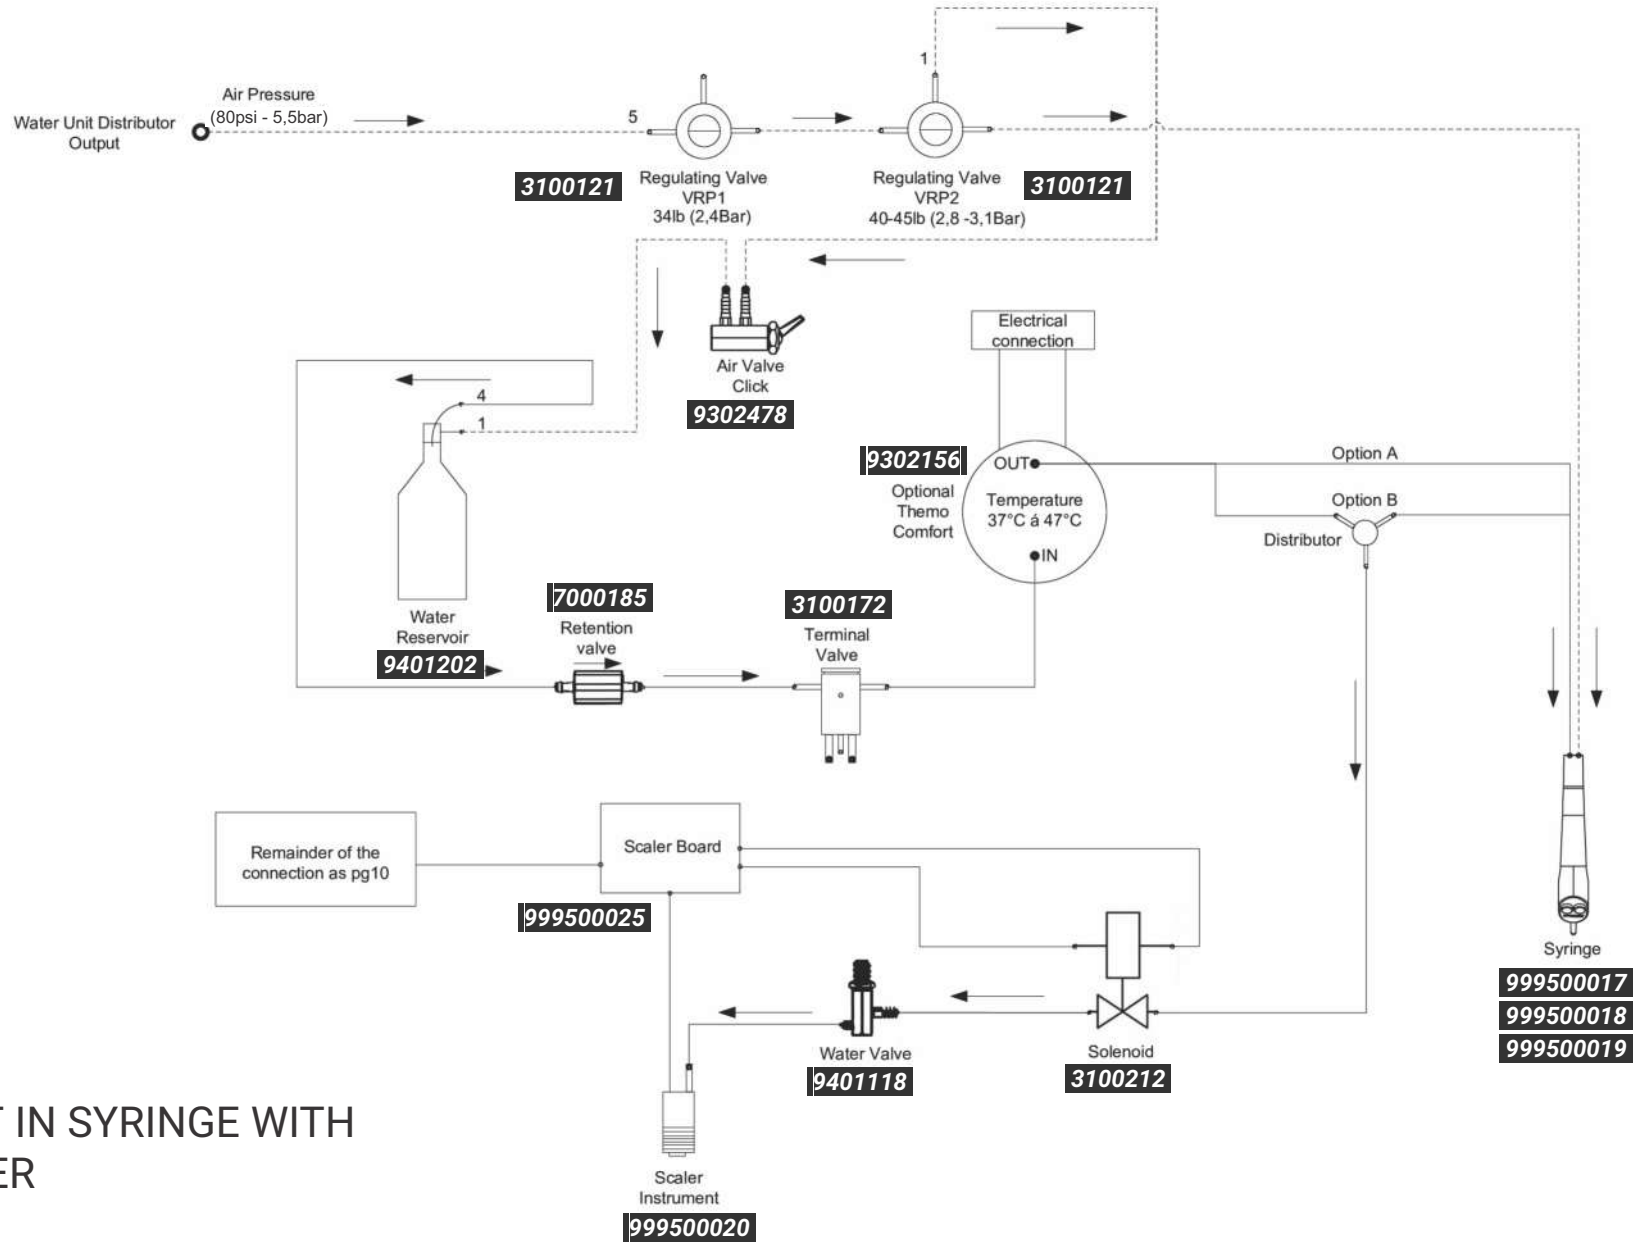 1
Air Pressure
(80psi - 5,5bar)
Water Unit Distributor
Output
5
3100121
Regulating Valve
VRP1
34lb (2,4Bar)
Regulating Valve
VRP2
40-45lb (2,8 -3,1Bar)
3100121
Air Valve
Click
9302478
4
1
Electrical
connection
9302156
Optional
Themo
Comfort
OUT
Temperature
37°C á 47°C
IN
Option A
Option B
Distributor
Water
Reservoir
9401202
7000185
Retention
valve
3100172
Terminal
Valve
Remainder of the
connection as pg10
Scaler Board
999500025
Syringe
999500017
999500018
999500019
Water Valve
9401118
Solenoid
3100212
Scaler
Instrument
999500020
T IN SYRINGE WITH
ER